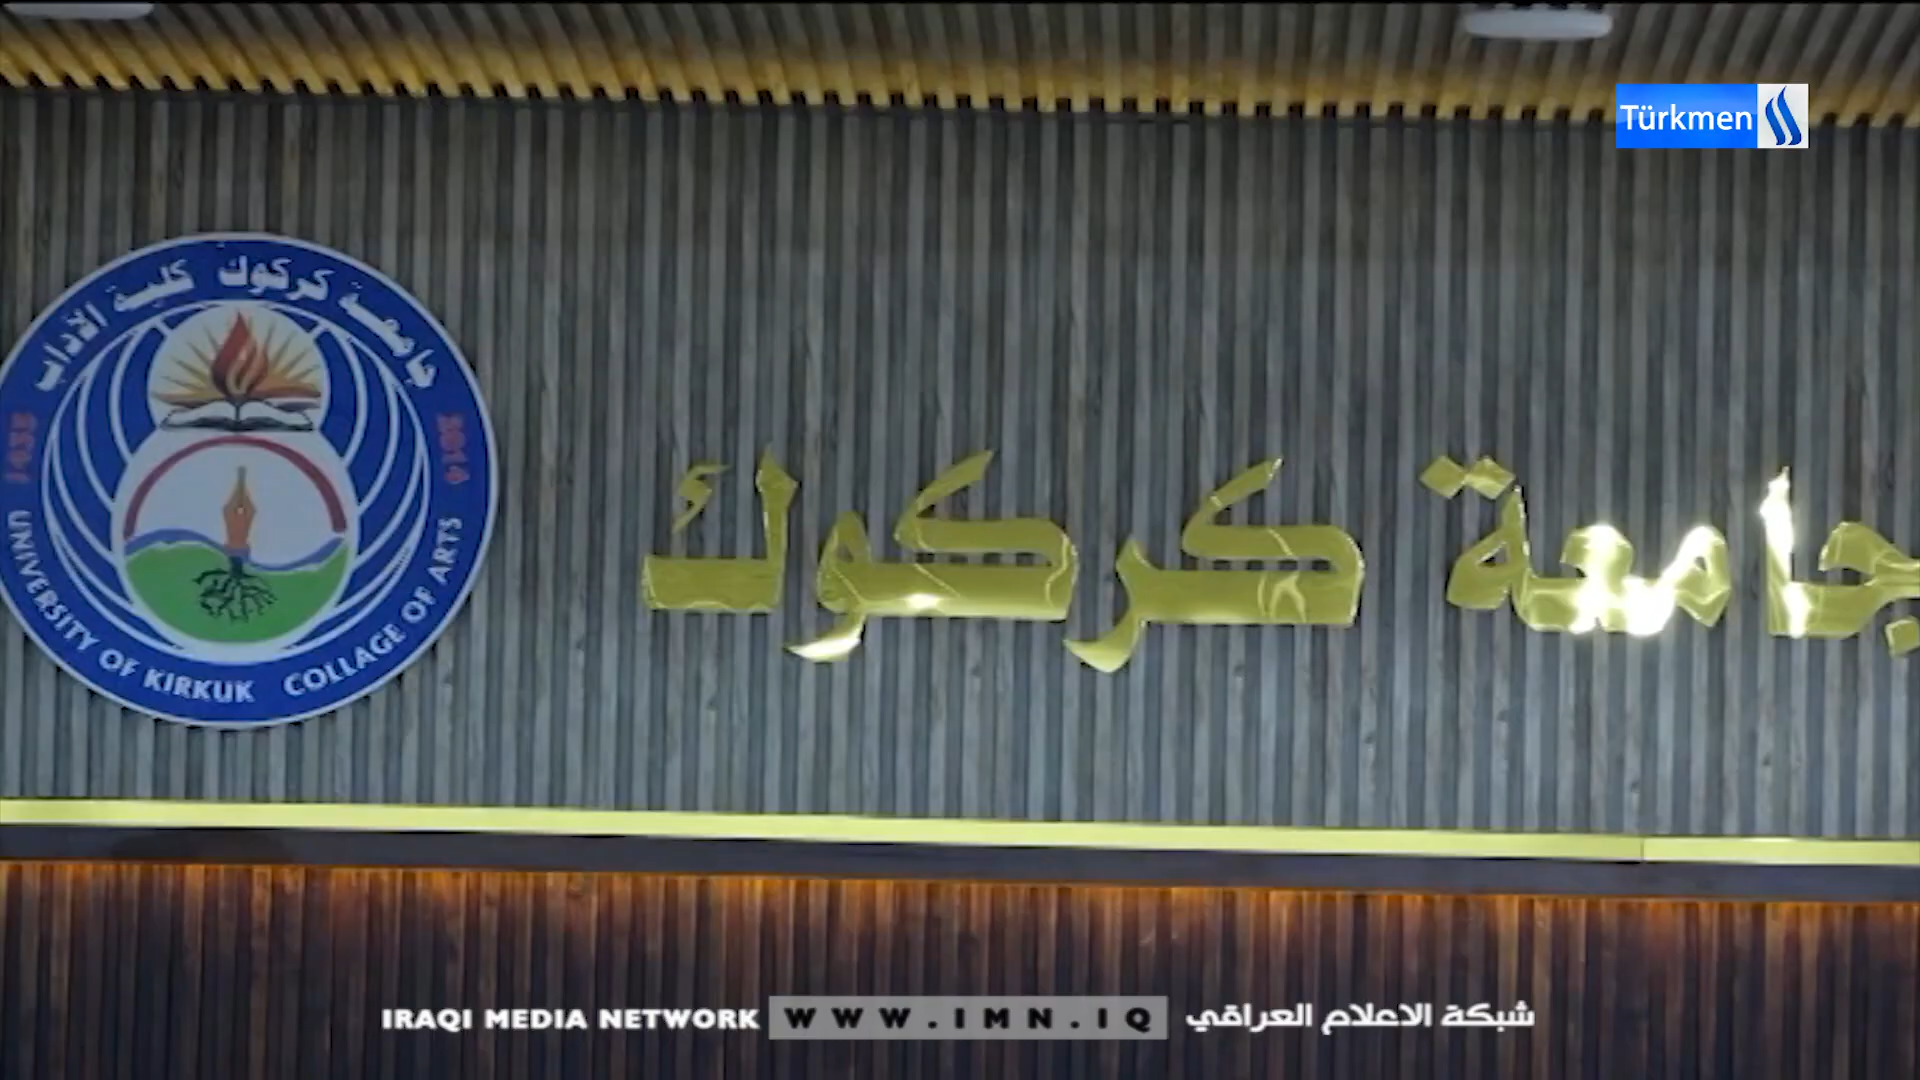 Türkmen
جامعة كركوك كلية الآداب
UNIVERSITY OF KIRKUK COLLAGE OF ARTS
جامعة كركوك
IRAQI MEDIA NETWORK WWW.IMN.IQ شبكة الاعلام العراقي